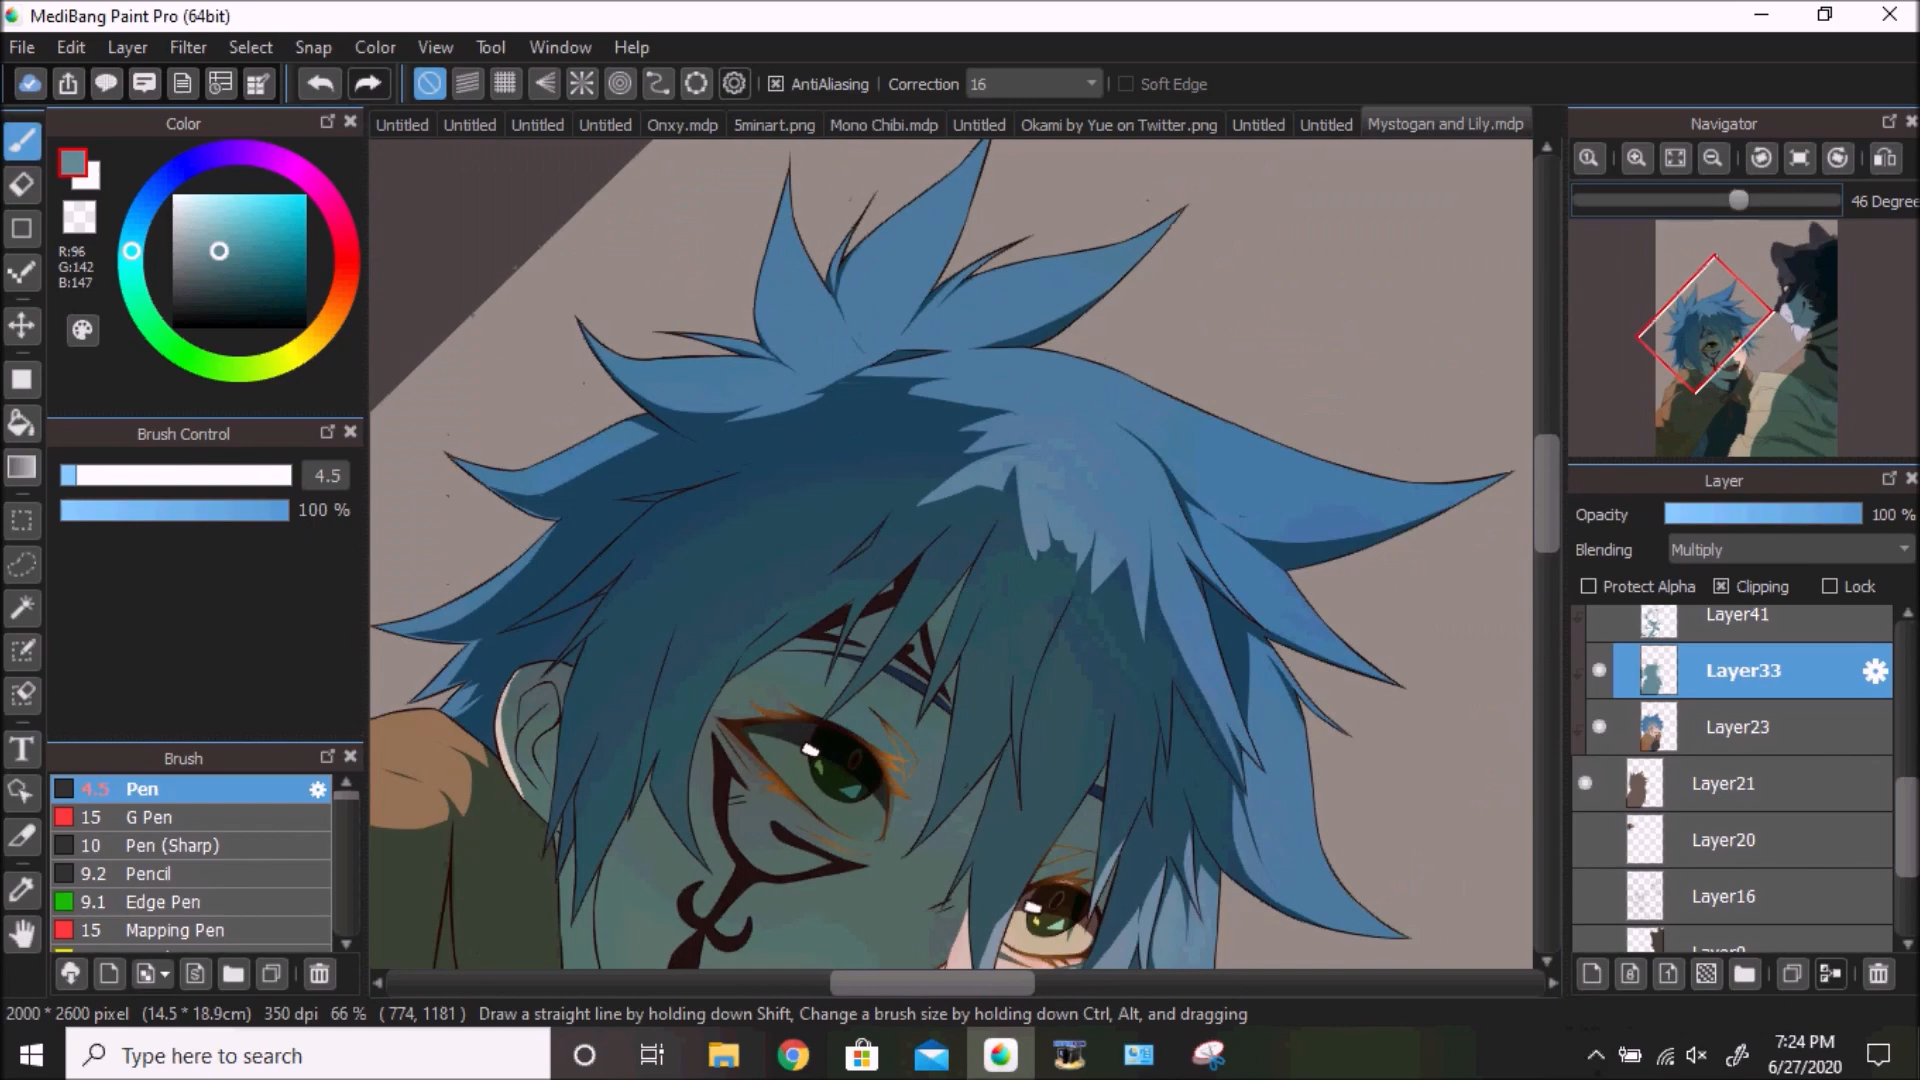 MediBang Paint Pro (64bit)
File Edit Layer Filter Select Snap Color View Tool Window Help
AntiAliasing Correction 16 Soft Edge
Color
R:96
G:142
B:147
Brush Control
4.5
100 %
Brush
4.5 Pen
15 G Pen
10 Pen (Sharp)
9.2 Pencil
9.1 Edge Pen
15 Mapping Pen
Untitled Untitled Untitled Untitled Onxy.mdp 5minart.png Mono Chibi.mdp Untitled Okami by Yue on Twitter.png Untitled Untitled Mystogan and Lily.mdp
Navigator
46 Degree
Layer
Opacity 100 %
Blending Multiply
Protect Alpha Clipping Lock
Layer41
Layer33
Layer23
Layer21
Layer20
Layer16
2000 * 2600 pixel (14.5 * 18.9cm) 350 dpi 66 % ( 774, 1181 ) Draw a straight line by holding down Shift, Change a brush size by holding down Ctrl, Alt, and dragging
Type here to search
7:24 PM
6/27/2020